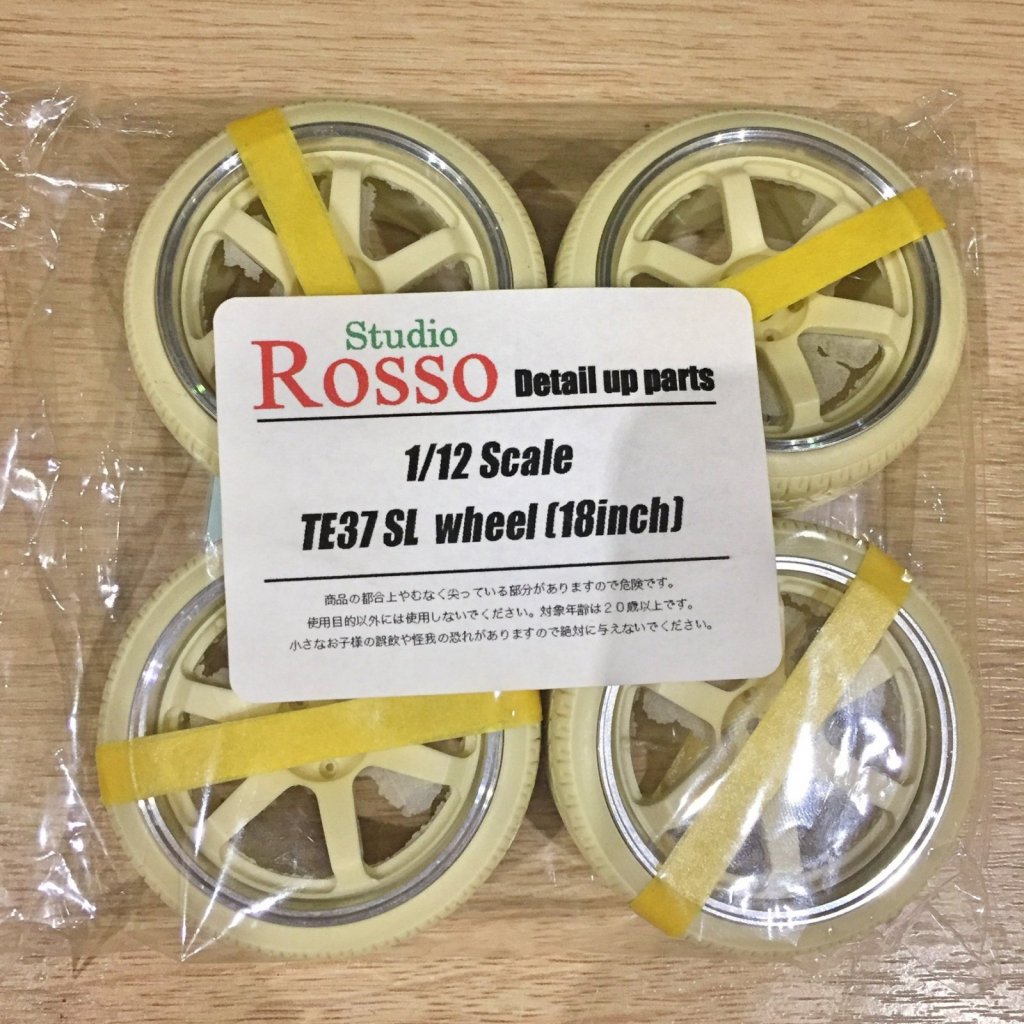 Studio
Rosso Detail up parts
1/12 Scale
TE37 SL wheel (18inch)
商品の都合上やむなく尖っている部分がありますので危険です。
使用目的以外には使用しないでください。対象年齢は２０歳以上です。
小さなお子様の誤飲や怪我の恐れがありますので絶対に与えないでください。